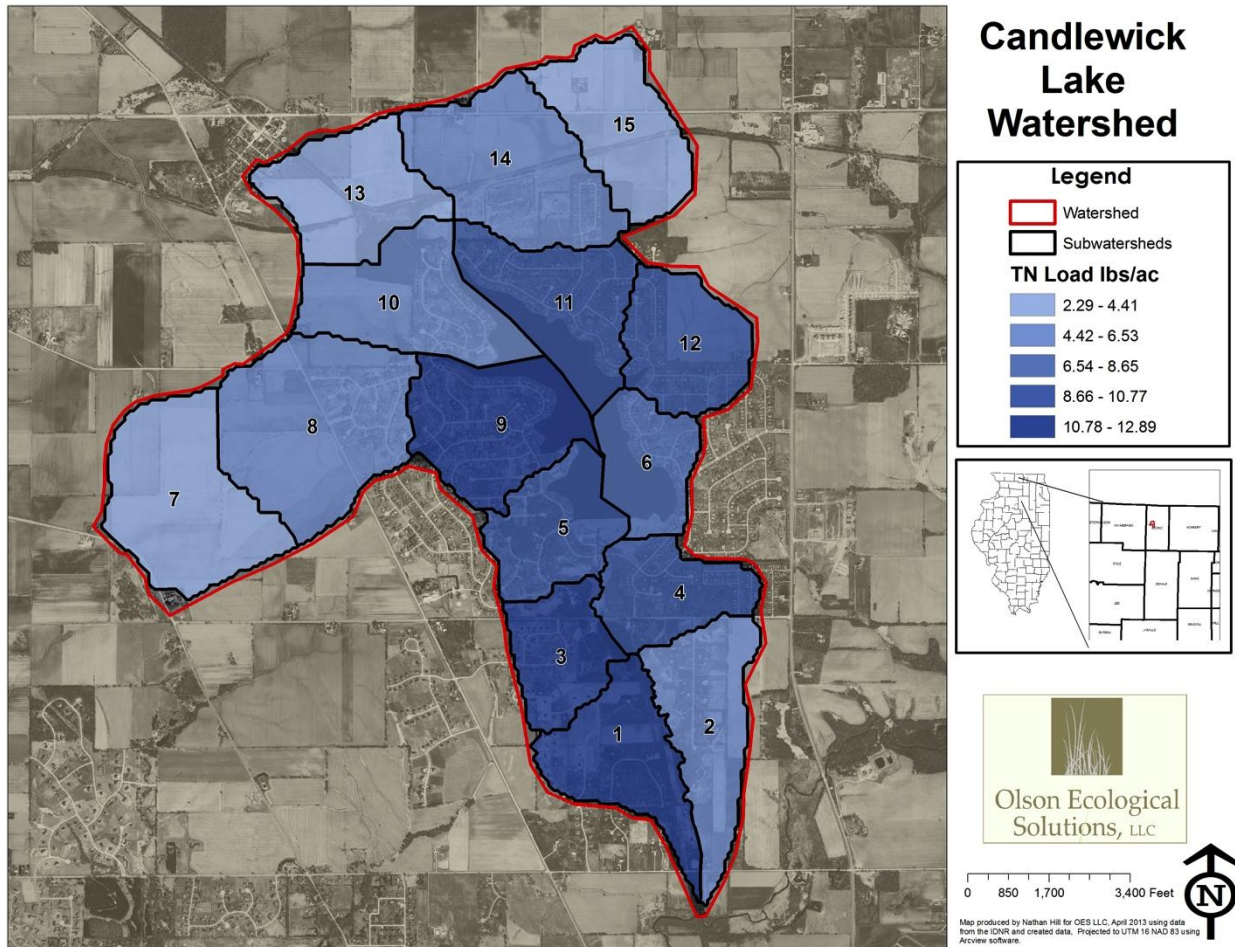 Candlewick
Lake
Watershed
Legend
Watershed
Subwatersheds
TN Load lbs/ac
2.29 - 4.41
4.42 - 6.53
6.54 - 8.65
8.66 - 10.77
10.78 - 12.89
15
14
13
11
10
12
9
8
6
7
5
4
3
2
1
Olson Ecological
Solutions, LLC
0 850 1,700 3,400 Feet
N
Map produced by Nathan Hill for OES LLC, April 2013 using data
from the IDNR and created data, Projected to UTM 16 NAD 83 using
Arcview software.